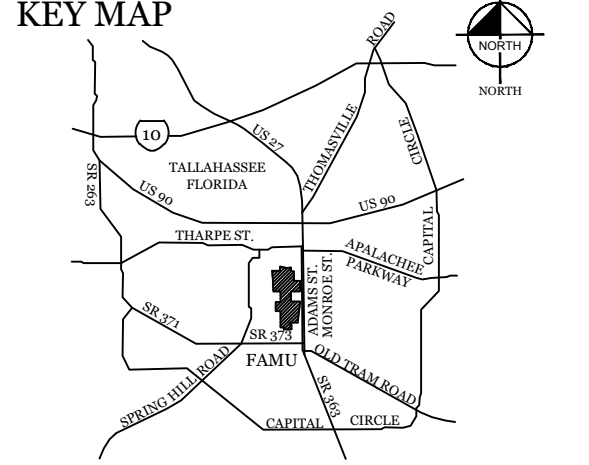 KEY MAP
NORTH
NORTH
ROAD
10
US 27
THOMASVILLE
CIRCLE
TALLAHASSEE
FLORIDA
SR 263
US 90
US 90
CAPITAL
THARPE ST.
APALACHEE
PARKWAY
ADAMS ST.
MONROE ST.
SR 371
SR 373
FAMU
OLD TRAM ROAD
SPRING HILL ROAD
SR 363
CAPITAL CIRCLE